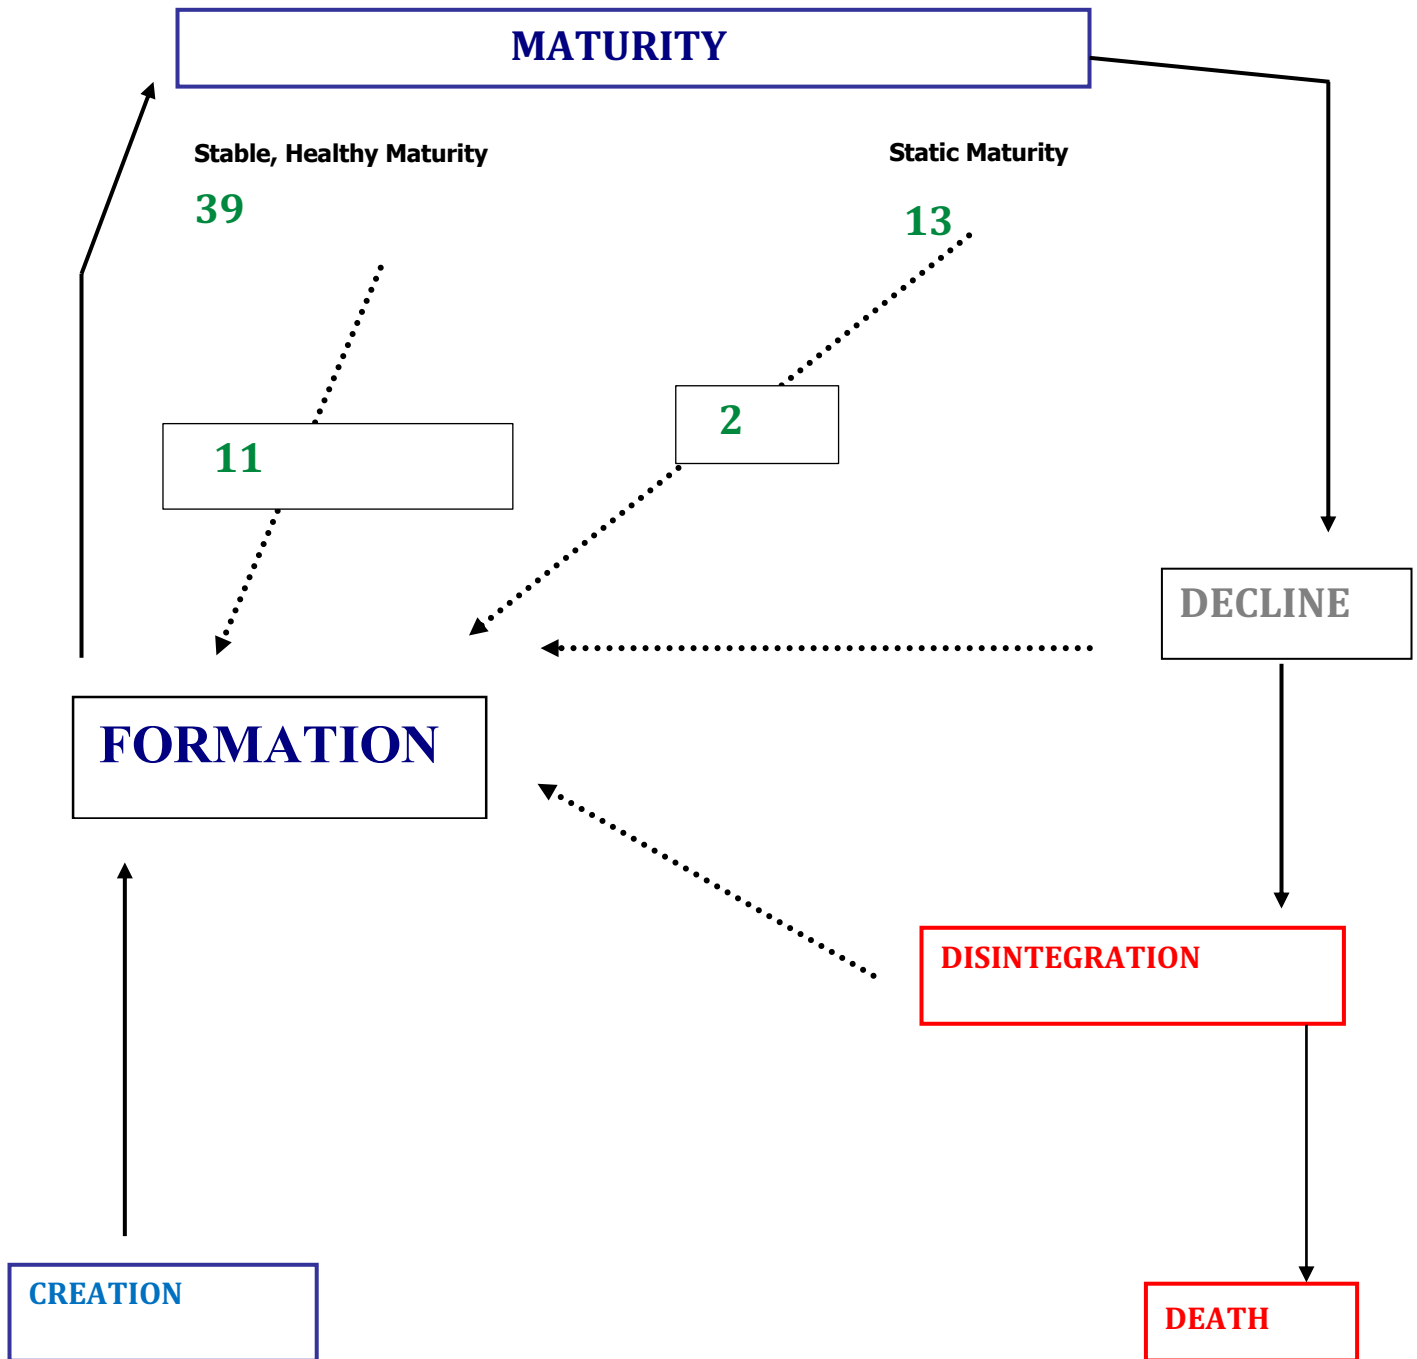 MATURITY
Stable, Healthy Maturity
Static Maturity
39
13
2
11
DECLINE
FORMATION
DISINTEGRATION
CREATION
DEATH